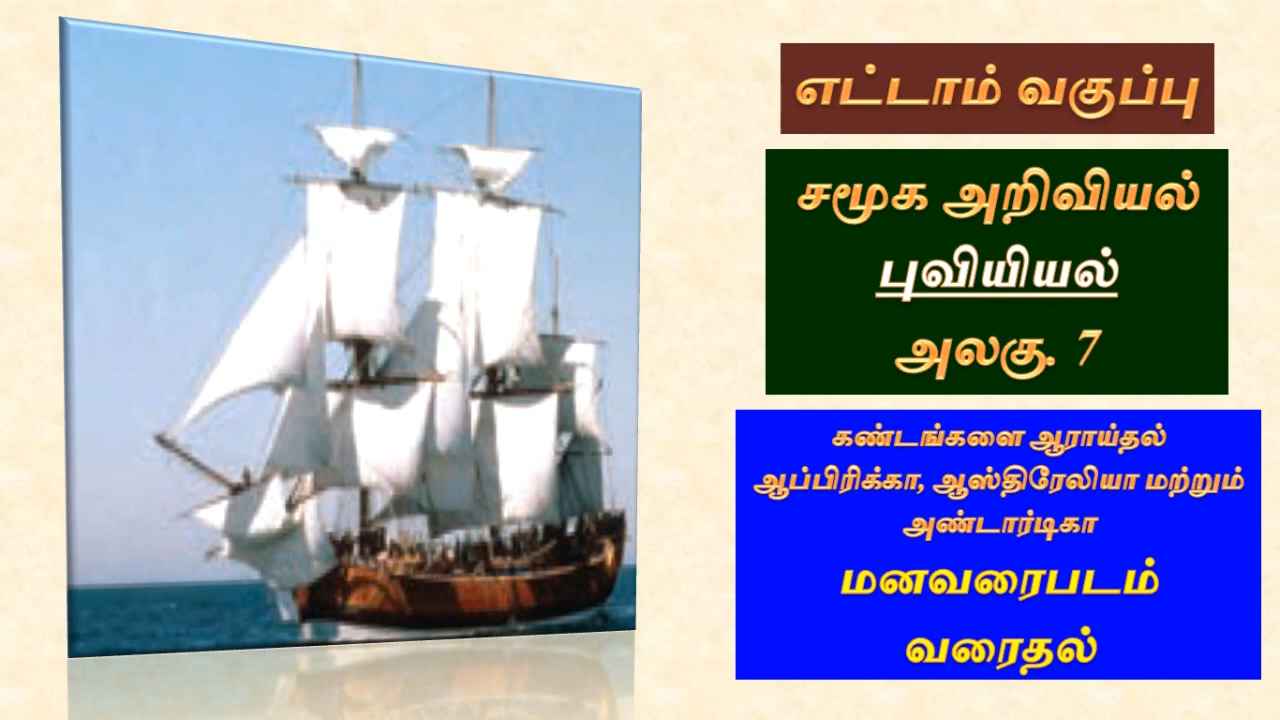 எட்டாம் வகுப்பு
சமூக அறிவியல்
புவியியல்
அலகு. 7
கண்டங்களை ஆராய்தல்
ஆப்பிரிக்கா, ஆஸ்திரேலியா மற்றும்
அண்டார்டிகா
மனவரைபடம்
வரைதல்